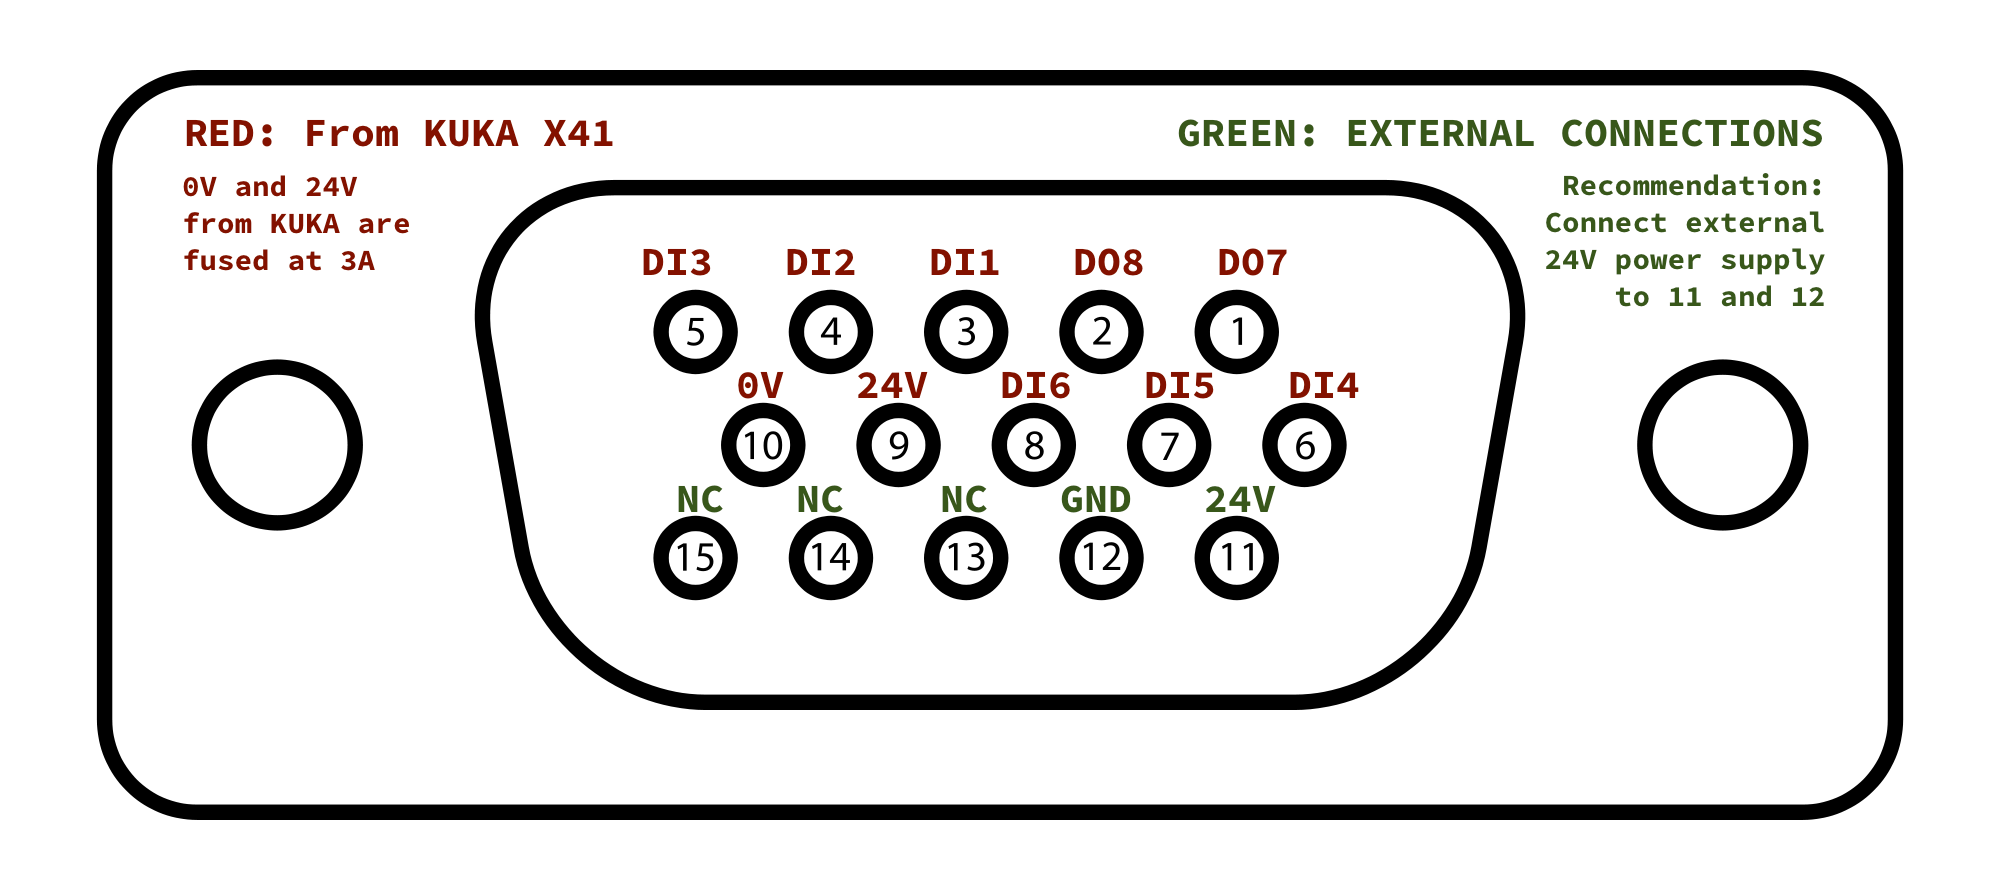 RED: From KUKA X41
0V and 24V
from KUKA are
fused at 3A
GREEN: EXTERNAL CONNECTIONS
Recommendation:
Connect external
24V power supply
to 11 and 12
DI3 DI2 DI1 DO8 DO7
5 4 3 2 1
0V 24V DI6 DI5 DI4
10 9 8 7 6
NC NC NC GND 24V
15 14 13 12 11